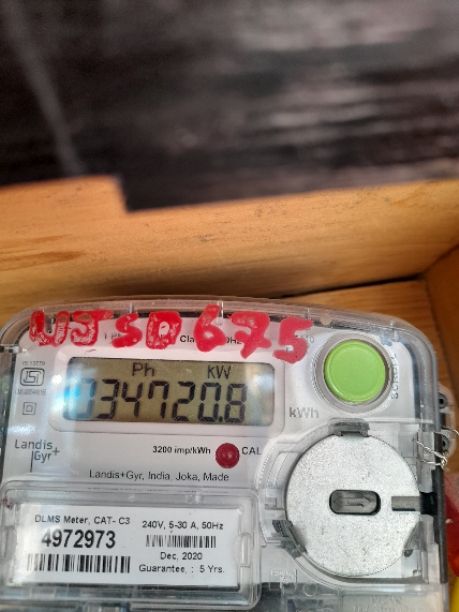 WJSD675
Ph KW
034720.8
kWh
3200 imp/kWh CAL
Landis+Gyr, India, Joka, Made
Landis
Gyr+
DLMS Meter, CAT- C3
240V, 5-30 A, 50Hz
4972973
Dec, 2020
Guarantee, : 5 Yrs.